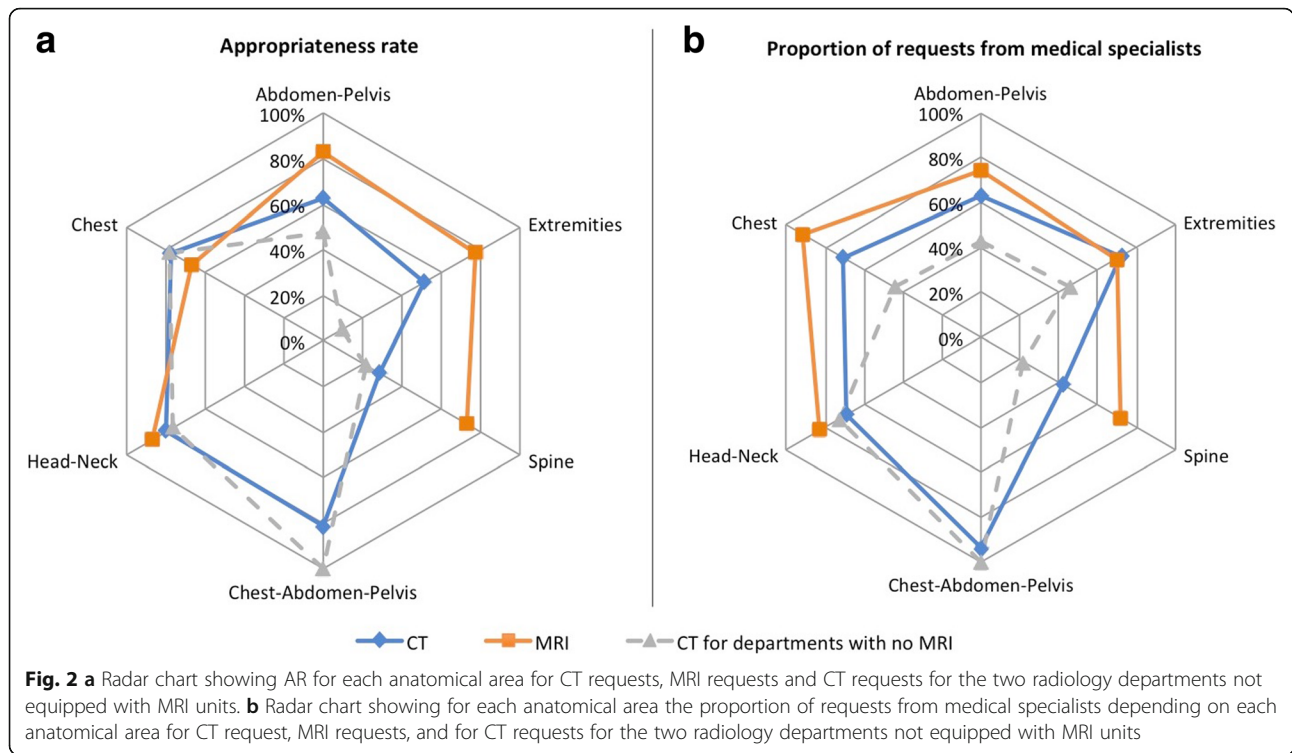 a
Appropriateness rate
Abdomen-Pelvis
100%
80%
60%
40%
20%
0%
Extremities
Spine
Chest-Abdomen-Pelvis
Head-Neck
Chest
b
Proportion of requests from medical specialists
Abdomen-Pelvis
100%
80%
60%
40%
20%
0%
Extremities
Spine
Chest-Abdomen-Pelvis
Head-Neck
Chest
CT
MRI
CT for departments with no MRI
Fig. 2 a Radar chart showing AR for each anatomical area for CT requests, MRI requests and CT requests for the two radiology departments not
equipped with MRI units. b Radar chart showing for each anatomical area the proportion of requests from medical specialists depending on each
anatomical area for CT request, MRI requests, and for CT requests for the two radiology departments not equipped with MRI units